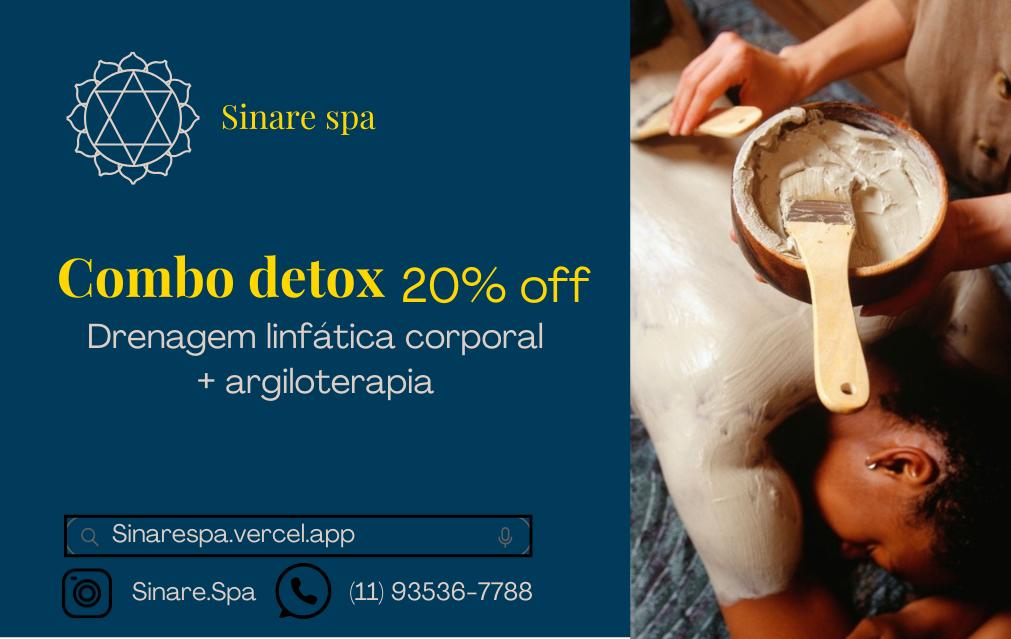 Sinare spa
Combo detox 20% off
Drenagem linfática corporal
+ argiloterapia
Sinarespa.vercel.app
Sinare.Spa (11) 93536-7788